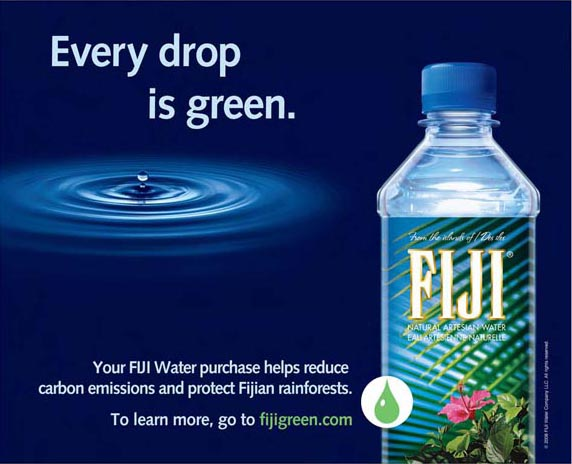 Every drop
is green.
From the islands of / Des îles
FIJI®
NATURAL ARTESIAN WATER
EAU ARTÉSIENNE NATURELLE
Your FIJI Water purchase helps reduce
carbon emissions and protect Fijian rainforests.
To learn more, go to fijigreen.com
© 2008 FIJI Water Company LLC. All rights reserved.